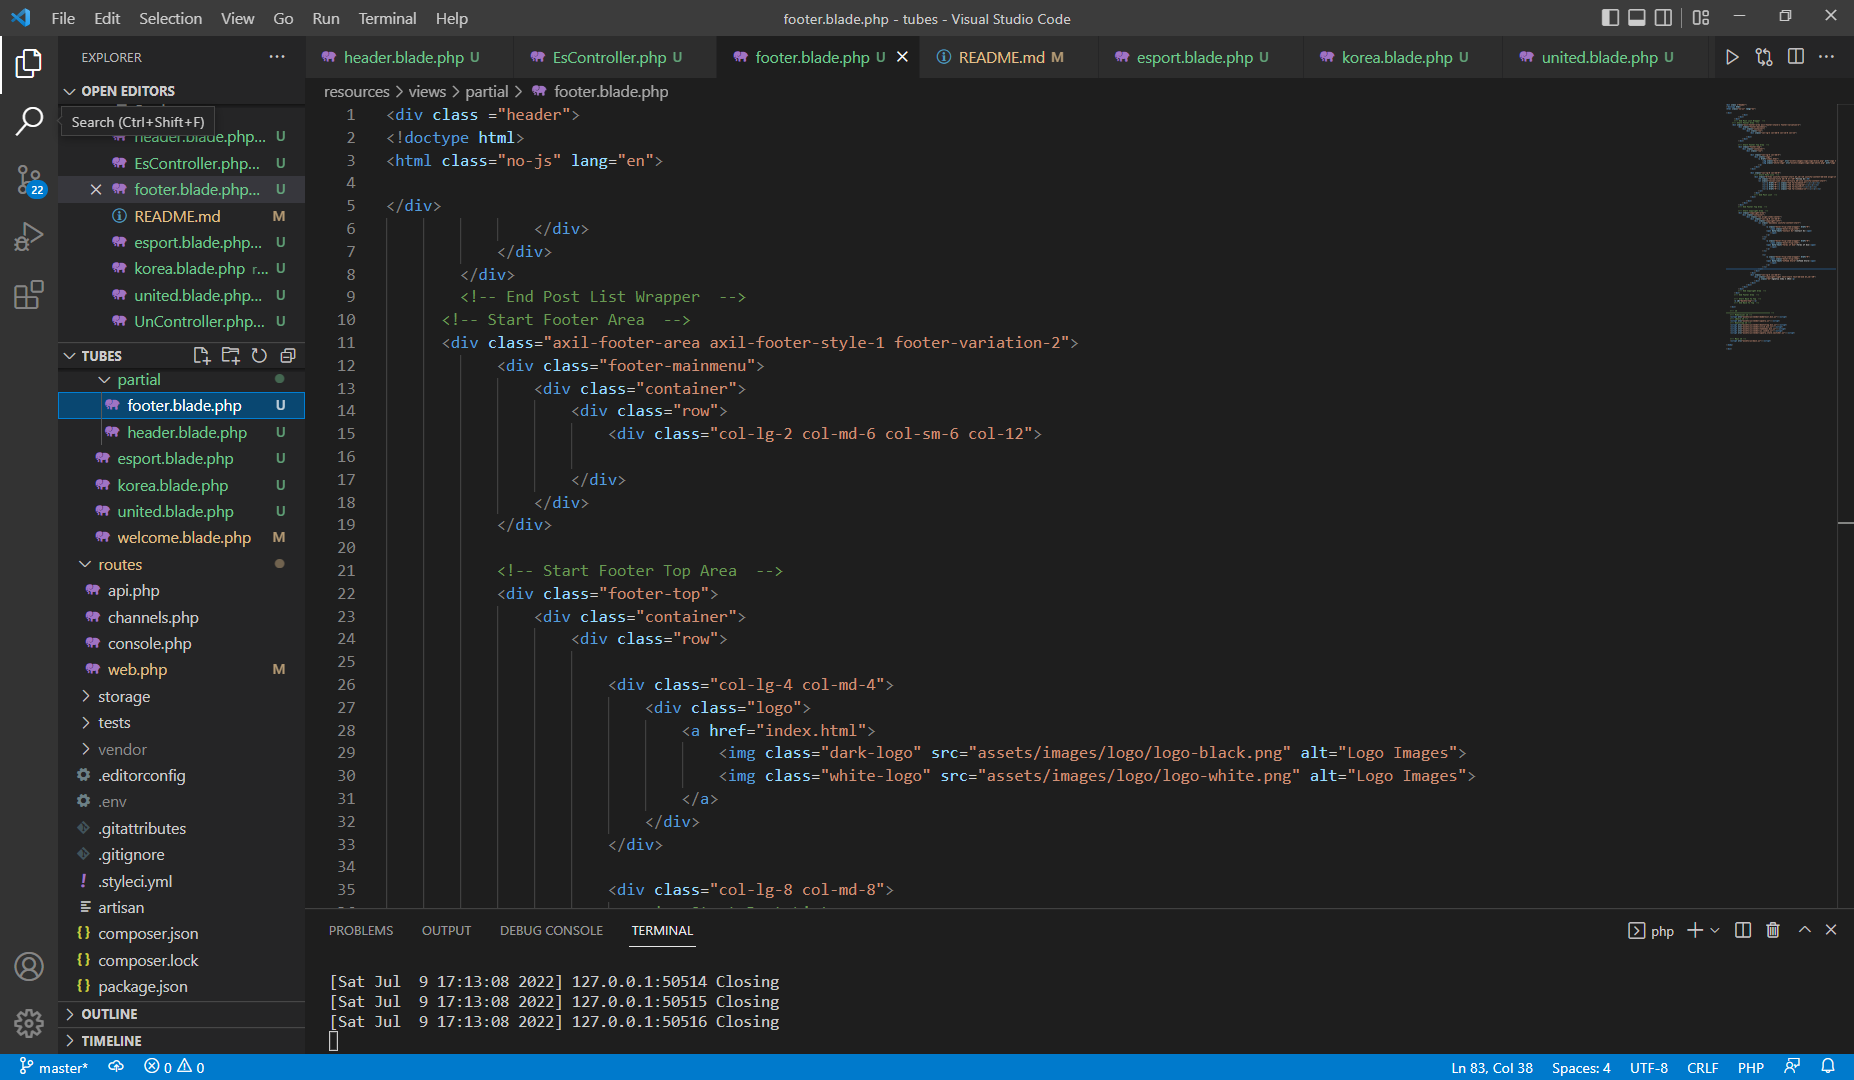 File Edit Selection View Go Run Terminal Help
footer.blade.php - tubes - Visual Studio Code
EXPLORER
OPEN EDITORS
Search (Ctrl+Shift+F)
header.blade.php... U
EsController.php... U
footer.blade.php... U
README.md M
esport.blade.php... U
korea.blade.php r... U
united.blade.php... U
UnController.php... U
TUBES
partial
footer.blade.php U
header.blade.php U
esport.blade.php U
korea.blade.php U
united.blade.php U
welcome.blade.php M
routes
api.php
channels.php
console.php
web.php M
storage
tests
vendor
.editorconfig
.env
.gitattributes
.gitignore
.styleci.yml
artisan
composer.json
composer.lock
package.json
OUTLINE
TIMELINE
22
header.blade.php U EsController.php U footer.blade.php U README.md M esport.blade.php U korea.blade.php U united.blade.php U
resources > views > partial > footer.blade.php
1 <div class ="header">
2 <!doctype html>
3 <html class="no-js" lang="en">
4
5 </div>
6 </div>
7 </div>
8 </div>
9 <!-- End Post List Wrapper  -->
10 <!-- Start Footer Area  -->
11 <div class="axil-footer-area axil-footer-style-1 footer-variation-2">
12 <div class="footer-mainmenu">
13 <div class="container">
14 <div class="row">
15 <div class="col-lg-2 col-md-6 col-sm-6 col-12">
16
17 </div>
18 </div>
19 </div>
20
21 <!-- Start Footer Top Area  -->
22 <div class="footer-top">
23 <div class="container">
24 <div class="row">
25
26 <div class="col-lg-4 col-md-4">
27 <div class="logo">
28 <a href="index.html">
29 <img class="dark-logo" src="assets/images/logo/logo-black.png" alt="Logo Images">
30 <img class="white-logo" src="assets/images/logo/logo-white.png" alt="Logo Images">
31 </a>
32 </div>
33 </div>
34
35 <div class="col-lg-8 col-md-8">
PROBLEMS OUTPUT DEBUG CONSOLE TERMINAL
php
[Sat Jul  9 17:13:08 2022] 127.0.0.1:50514 Closing
[Sat Jul  9 17:13:08 2022] 127.0.0.1:50515 Closing
[Sat Jul  9 17:13:08 2022] 127.0.0.1:50516 Closing
master* 0 0
Ln 83, Col 38 Spaces: 4 UTF-8 CRLF PHP